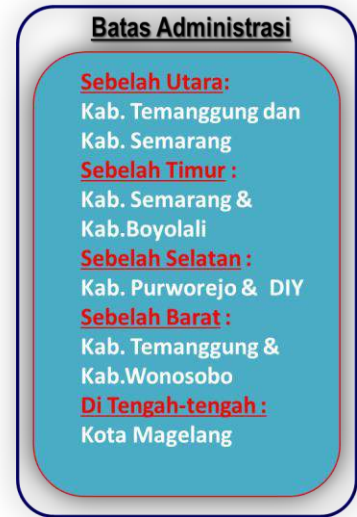 Batas Administrasi
Sebelah Utara:
Kab. Temanggung dan
Kab. Semarang
Sebelah Timur :
Kab. Semarang &
Kab.Boyolali
Sebelah Selatan :
Kab. Purworejo & DIY
Sebelah Barat :
Kab. Temanggung &
Kab.Wonosobo
Di Tengah-tengah :
Kota Magelang